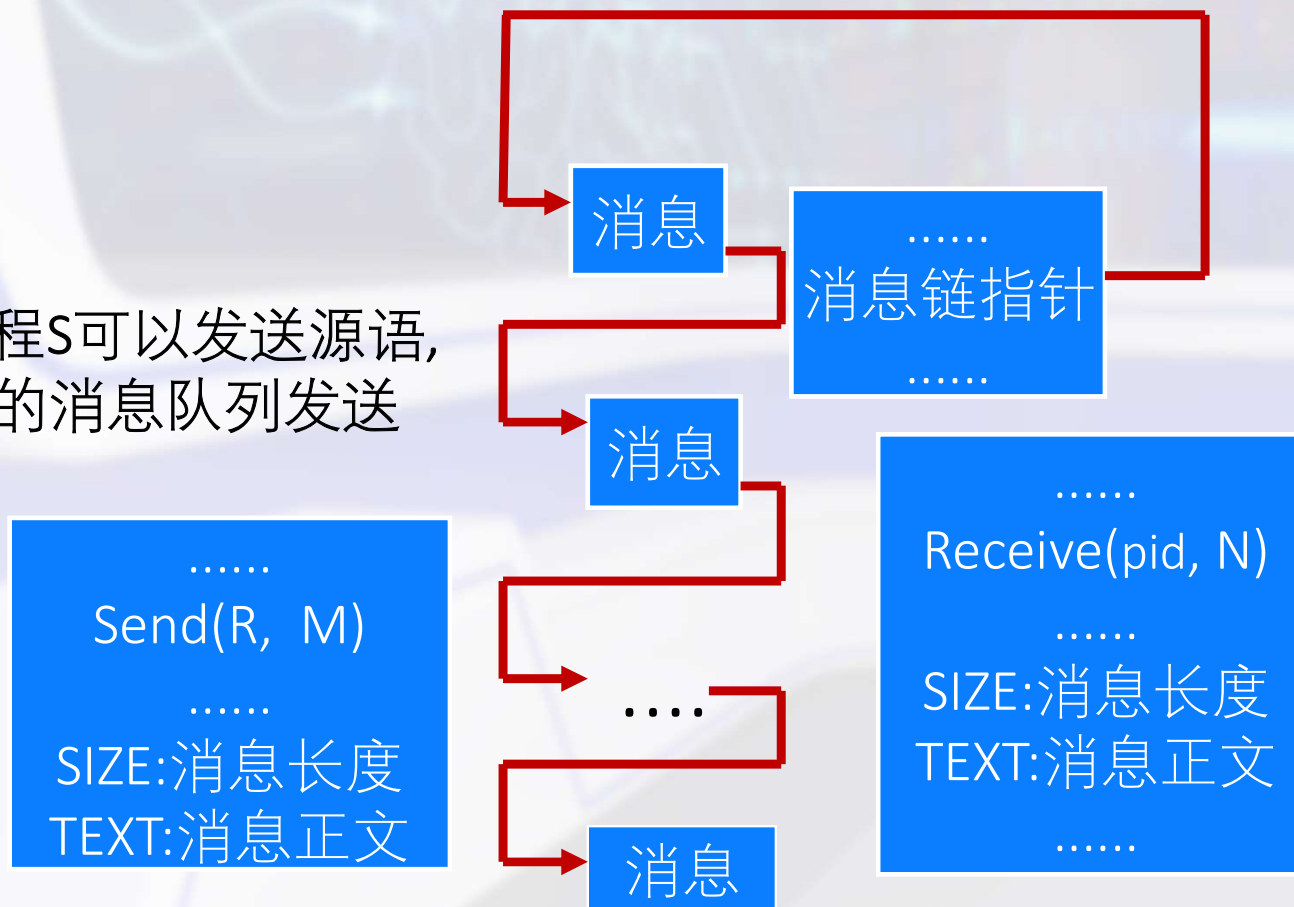 消息
......
消息链指针
......
程S可以发送源语,
的消息队列发送
消息
......
Send(R, M)
......
SIZE:消息长度
TEXT:消息正文
....
消息
......
Receive(pid, N)
......
SIZE:消息长度
TEXT:消息正文
......